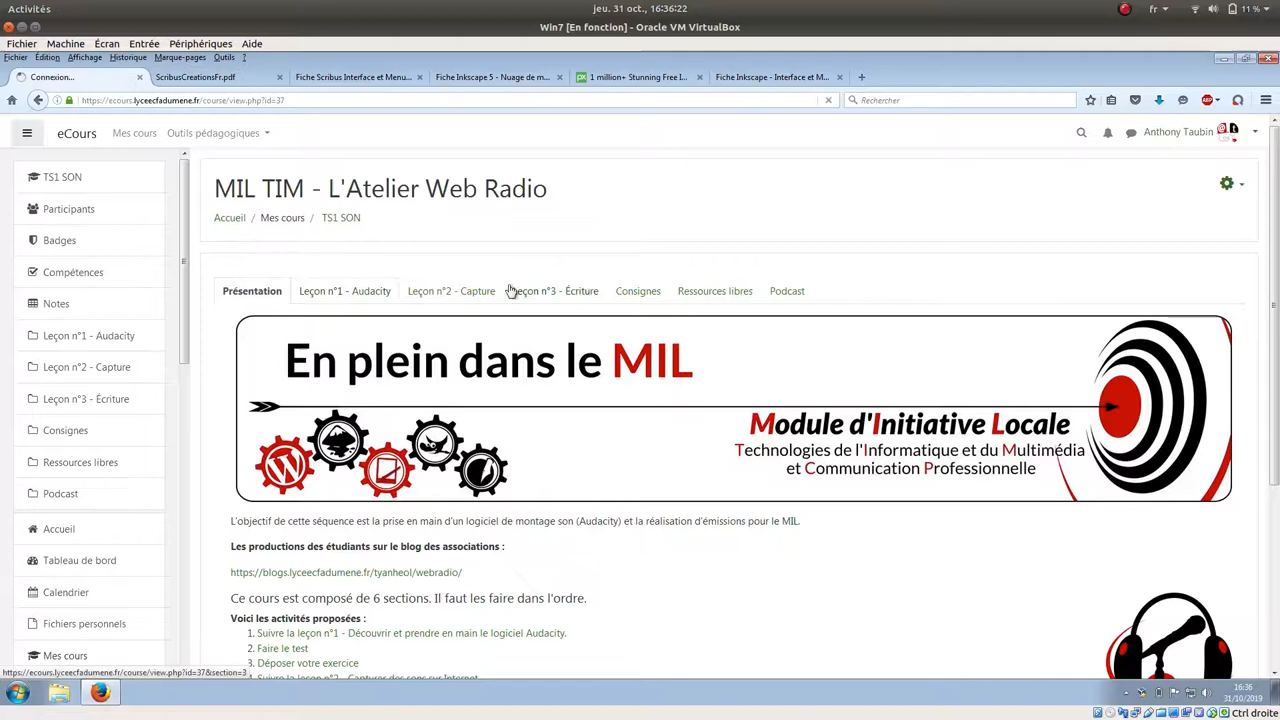 Activités
jeu. 31 oct., 16:36:22
fr
11 %
Win7 [En fonction] - Oracle VM VirtualBox
Fichier Machine Écran Entrée Périphériques Aide
Fichier Édition Affichage Historique Marque-pages Outils ?
Connexion... ScribusCreationsFr.pdf Fiche Scribus Interface et Menu... Fiche Inkscape 5 - Nuage de m... 1 million+ Stunning Free I... Fiche Inkscape - Interface et M...
https://ecours.lyceecfadumene.fr/course/view.php?id=37
Rechercher
eCours Mes cours Outils pédagogiques
Anthony Taubin
TS1 SON
Participants
Badges
Compétences
Notes
Leçon n°1 - Audacity
Leçon n°2 - Capture
Leçon n°3 - Écriture
Consignes
Ressources libres
Podcast
Accueil
Tableau de bord
Calendrier
Fichiers personnels
Mes cours
MIL TIM - L'Atelier Web Radio
Accueil / Mes cours / TS1 SON
Présentation Leçon n°1 - Audacity Leçon n°2 - Capture Leçon n°3 - Écriture Consignes Ressources libres Podcast
En plein dans le MIL
Module d'Initiative Locale
Technologies de l'Informatique et du Multimédia
et Communication Professionnelle
L'objectif de cette séquence est la prise en main d'un logiciel de montage son (Audacity) et la réalisation d'émissions pour le MIL.
Les productions des étudiants sur le blog des associations :
https://blogs.lyceecfadumene.fr/tyanheol/webradio/
Ce cours est composé de 6 sections. Il faut les faire dans l'ordre.
Voici les activités proposées :
1. Suivre la leçon n°1 - Découvrir et prendre en main le logiciel Audacity.
2. Faire le test
3. Déposer votre exercice
4. Suivre la leçon n°2 - Capturer des sons sur Internet
https://ecours.lyceecfadumene.fr/course/view.php?id=37&section=3
16:36
31/10/2019
Ctrl droite